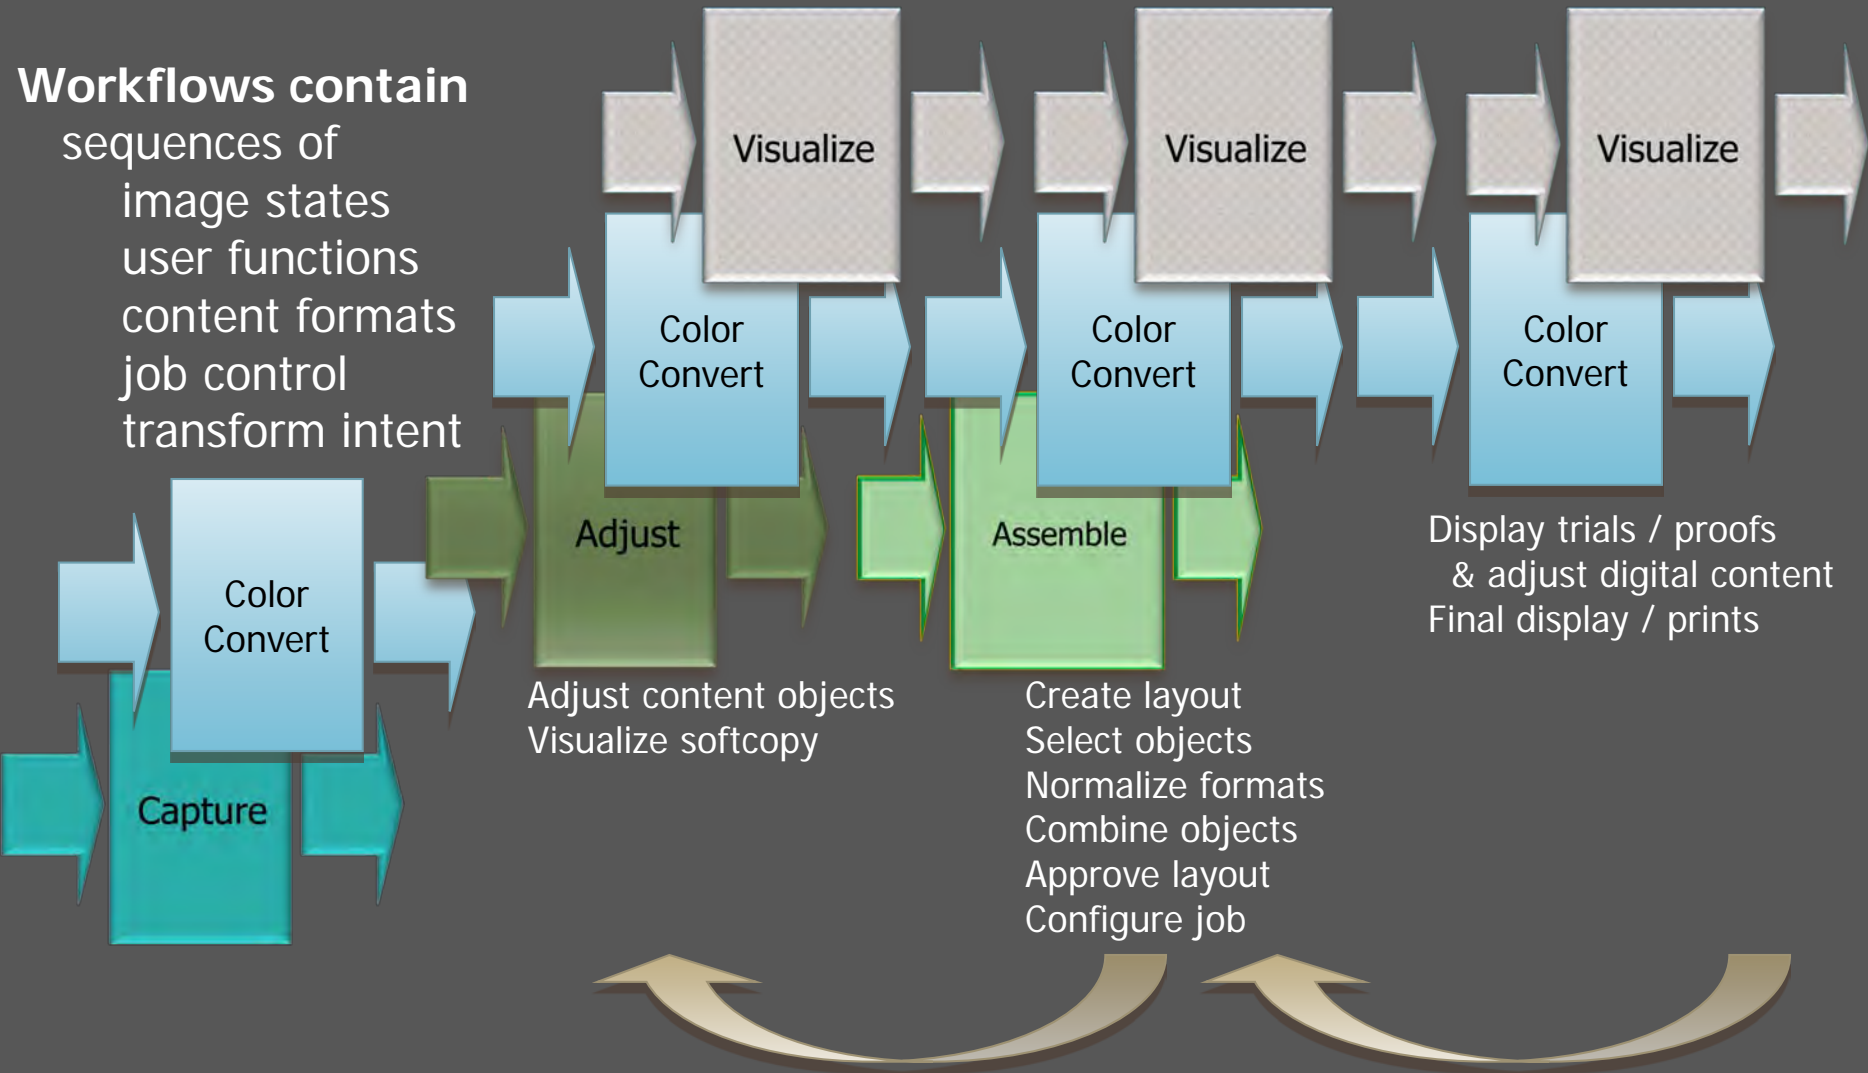 Workflows contain
sequences of
image states
user functions
content formats
job control
transform intent
Visualize
Visualize
Visualize
Color
Convert
Color
Convert
Color
Convert
Color
Convert
Adjust
Assemble
Capture
Adjust content objects
Visualize softcopy
Create layout
Select objects
Normalize formats
Combine objects
Approve layout
Configure job
Display trials / proofs
& adjust digital content
Final display / prints